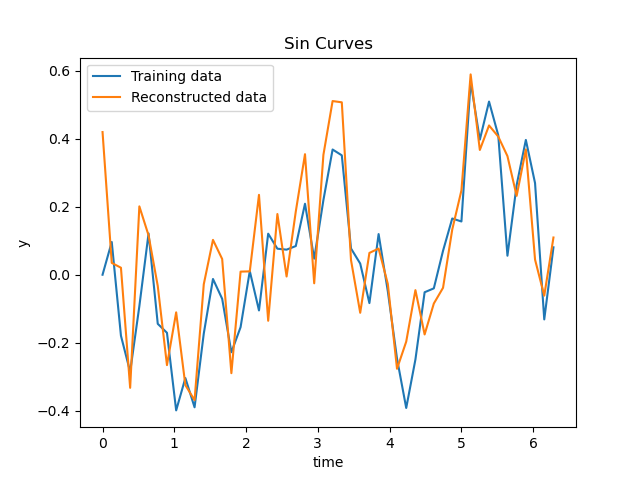 Sin Curves
Training data
Reconstructed data
y
0.6
0.4
0.2
0.0
−0.2
−0.4
0 1 2 3 4 5 6
time